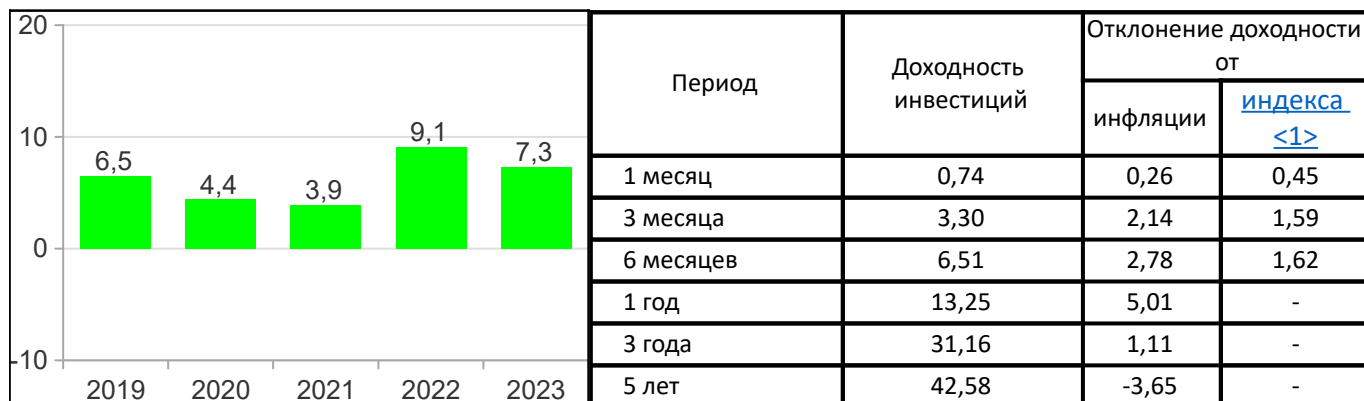 20
10
0
-10
6,5
4,4
3,9
9,1
7,3
2019 2020 2021 2022 2023
Период
Доходность
инвестиций
Отклонение доходности
от
инфляции
индекса
<1>
1 месяц 0,74 0,26 0,45
3 месяца 3,30 2,14 1,59
6 месяцев 6,51 2,78 1,62
1 год 13,25 5,01 -
3 года 31,16 1,11 -
5 лет 42,58 -3,65 -